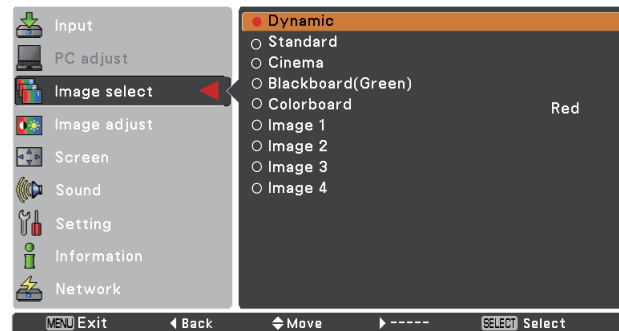 Input
PC adjust
Image select
Image adjust
Screen
Sound
Setting
Information
Network
Dynamic
Standard
Cinema
Blackboard(Green)
Colorboard Red
Image 1
Image 2
Image 3
Image 4
MENU Exit Back Move ----- SELECT Select